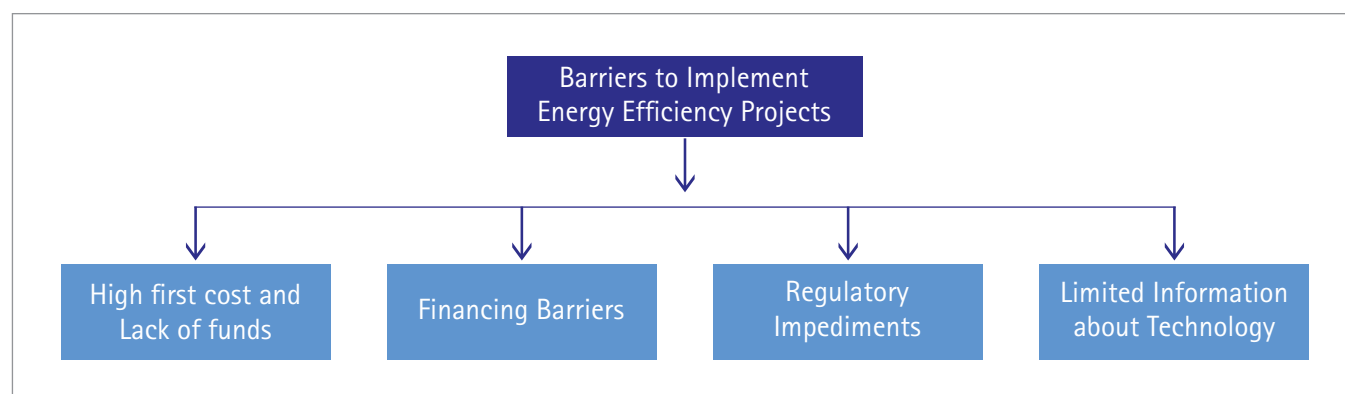 Barriers to Implement
Energy Efficiency Projects
High first cost and
Lack of funds
Financing Barriers
Regulatory
Impediments
Limited Information
about Technology